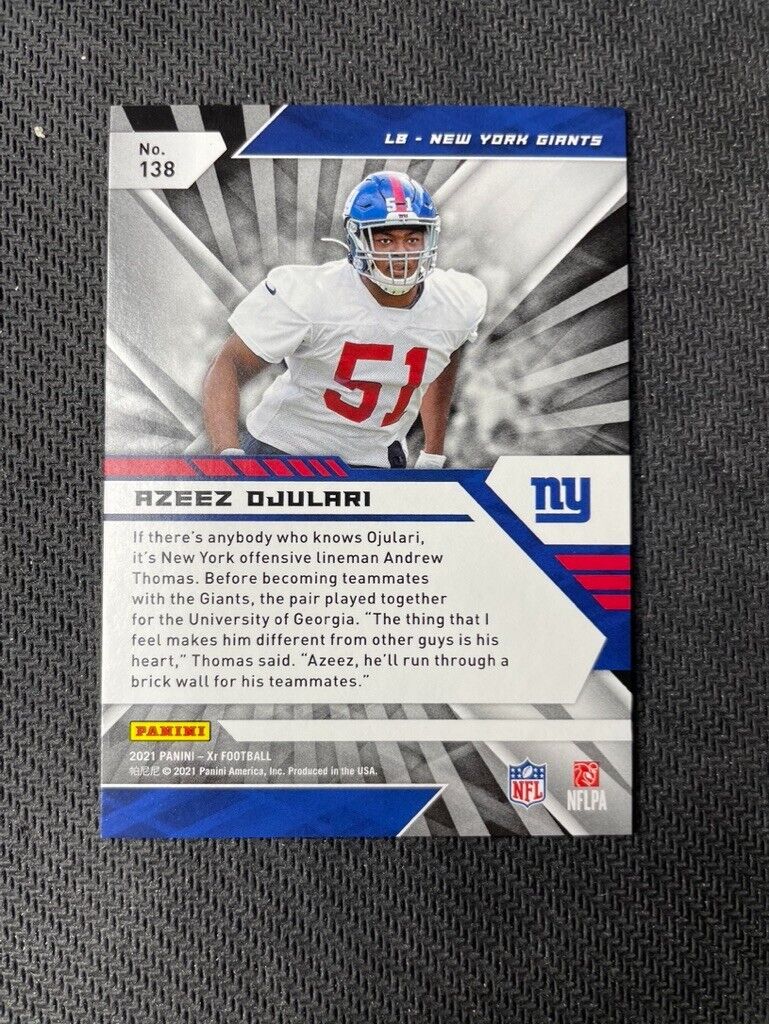 No.
138
LB - NEW YORK GIANTS
51
NY
51
AZEEZ OJULARI
ny
If there's anybody who knows Ojulari,
it's New York offensive lineman Andrew
Thomas. Before becoming teammates
with the Giants, the pair played together
for the University of Georgia. “The thing that I
feel makes him different from other guys is his
heart,” Thomas said. “Azeez, he'll run through a
brick wall for his teammates.”
PANINI
2021 PANINI – Xr FOOTBALL
帕尼尼 © 2021 Panini America, Inc. Produced in the USA.
NFL
NFLPA